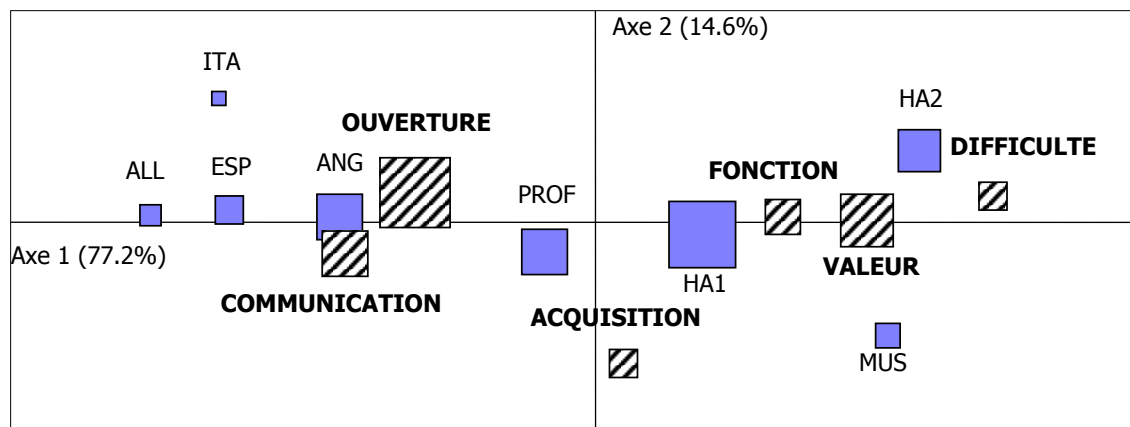 Axe 2 (14.6%)
ITA
HA2
OUVERTURE
DIFFICULTE
ALL
ESP
ANG
FONCTION
PROF
Axe 1 (77.2%)
VALEUR
HA1
COMMUNICATION
ACQUISITION
MUS